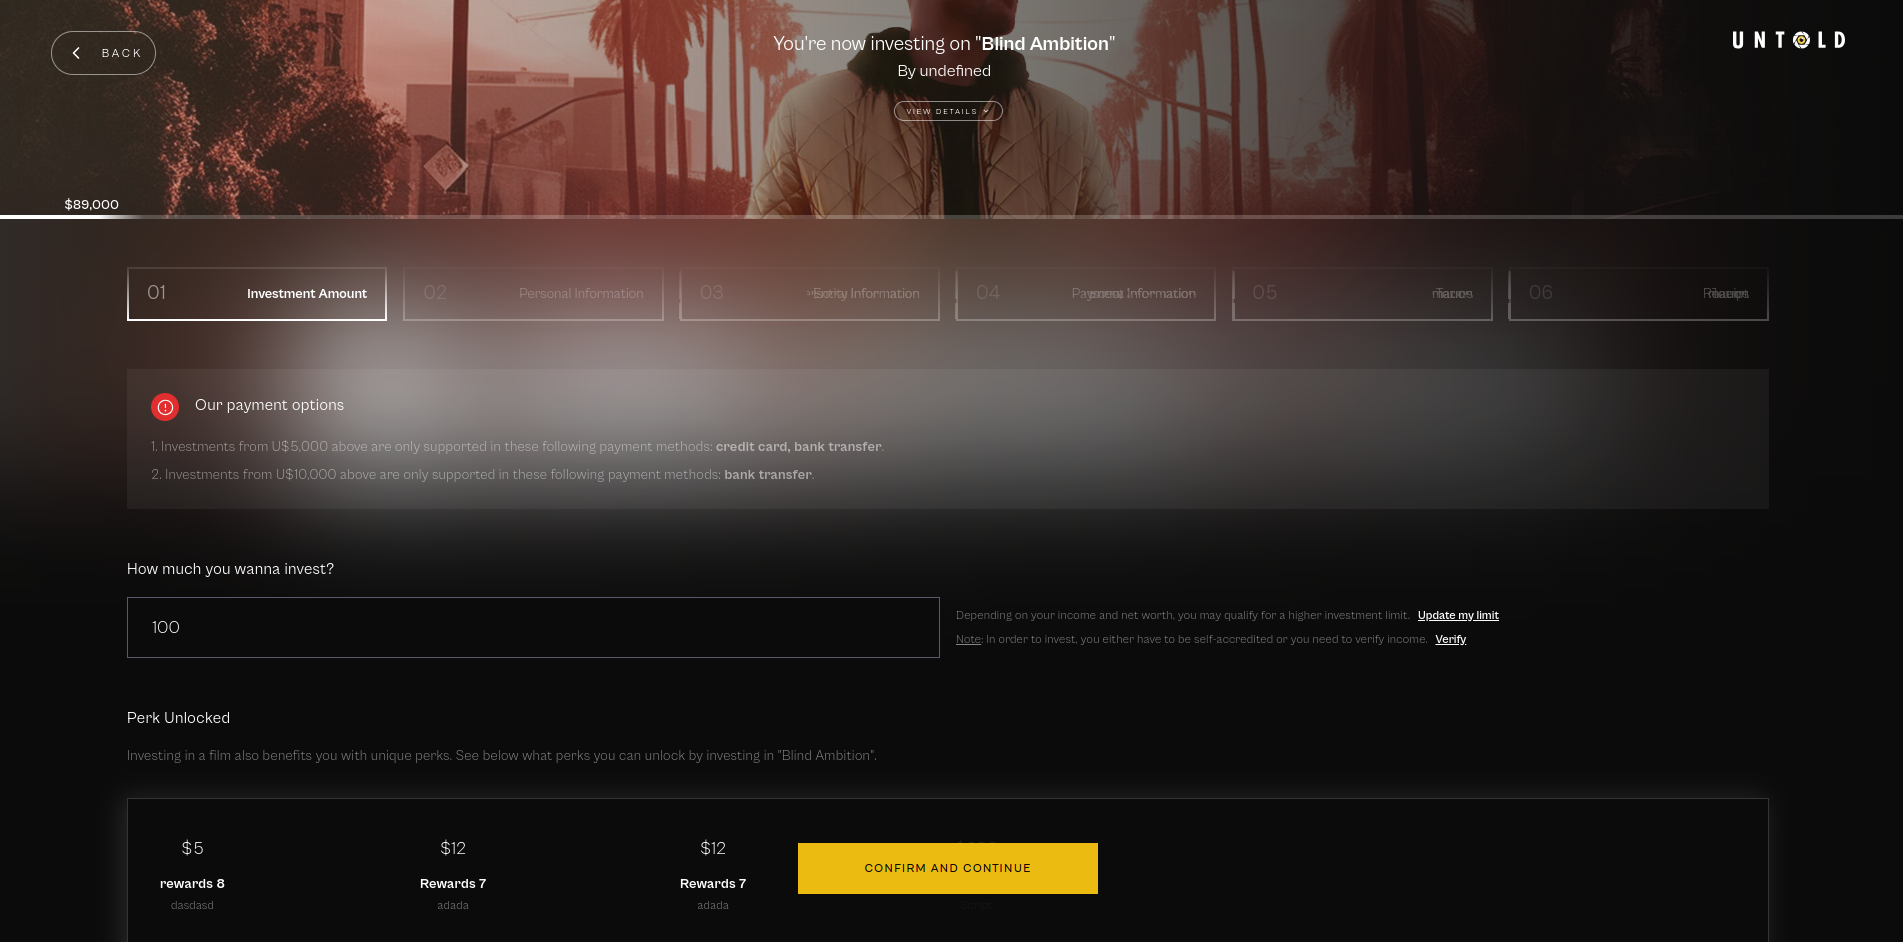 BACK
You're now investing on "Blind Ambition"
By undefined
VIEW DETAILS
UNTOLD
$89,000
01 Investment Amount
02 Personal Information
03 Entity Information
04 Payment Information
05
06
Our payment options
1. Investments from U$5,000 above are only supported in these following payment methods: credit card, bank transfer.
2. Investments from U$10,000 above are only supported in these following payment methods: bank transfer.
How much you wanna invest?
100
Depending on your income and net worth, you may qualify for a higher investment limit. Update my limit
Note: In order to invest, you either have to be self-accredited or you need to verify income. Verify
Perk Unlocked
Investing in a film also benefits you with unique perks. See below what perks you can unlock by investing in "Blind Ambition".
$5 $12 $12
CONFIRM AND CONTINUE
rewards 8 Rewards 7 Rewards 7
dasdasd adada adada Script